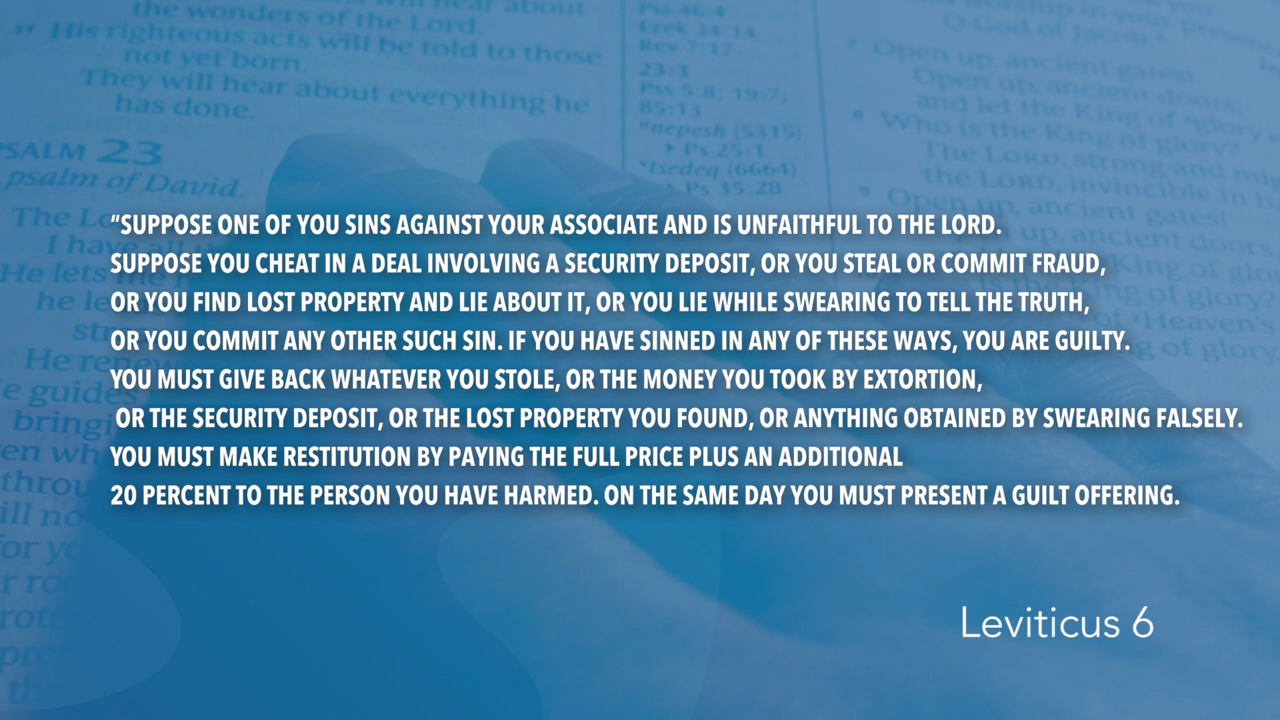 the wonders of the Lord.
His righteous acts will be told to those
not yet born.
They will hear about everything he
has done.
PSALM 23
psalm of David.
Pss 46:4
Ezek 34:14
Rev 7:17
23:3
Pss 5:8; 19:7;
85:13
nepesh (5315)
Ps 25:1
tsedeq (6664)
Ps 35:28
O God of Jacob.
Open up, ancient gates!
Open up, ancient doors,
and let the King of glory
Who is the King of glory?
The LORD, strong and
the LORD, invincible in
Open up, ancient gates!
“SUPPOSE ONE OF YOU SINS AGAINST YOUR ASSOCIATE AND IS UNFAITHFUL TO THE LORD.
SUPPOSE YOU CHEAT IN A DEAL INVOLVING A SECURITY DEPOSIT, OR YOU STEAL OR COMMIT FRAUD,
OR YOU FIND LOST PROPERTY AND LIE ABOUT IT, OR YOU LIE WHILE SWEARING TO TELL THE TRUTH,
OR YOU COMMIT ANY OTHER SUCH SIN. IF YOU HAVE SINNED IN ANY OF THESE WAYS, YOU ARE GUILTY.
YOU MUST GIVE BACK WHATEVER YOU STOLE, OR THE MONEY YOU TOOK BY EXTORTION,
OR THE SECURITY DEPOSIT, OR THE LOST PROPERTY YOU FOUND, OR ANYTHING OBTAINED BY SWEARING FALSELY.
YOU MUST MAKE RESTITUTION BY PAYING THE FULL PRICE PLUS AN ADDITIONAL
20 PERCENT TO THE PERSON YOU HAVE HARMED. ON THE SAME DAY YOU MUST PRESENT A GUILT OFFERING.
Leviticus 6